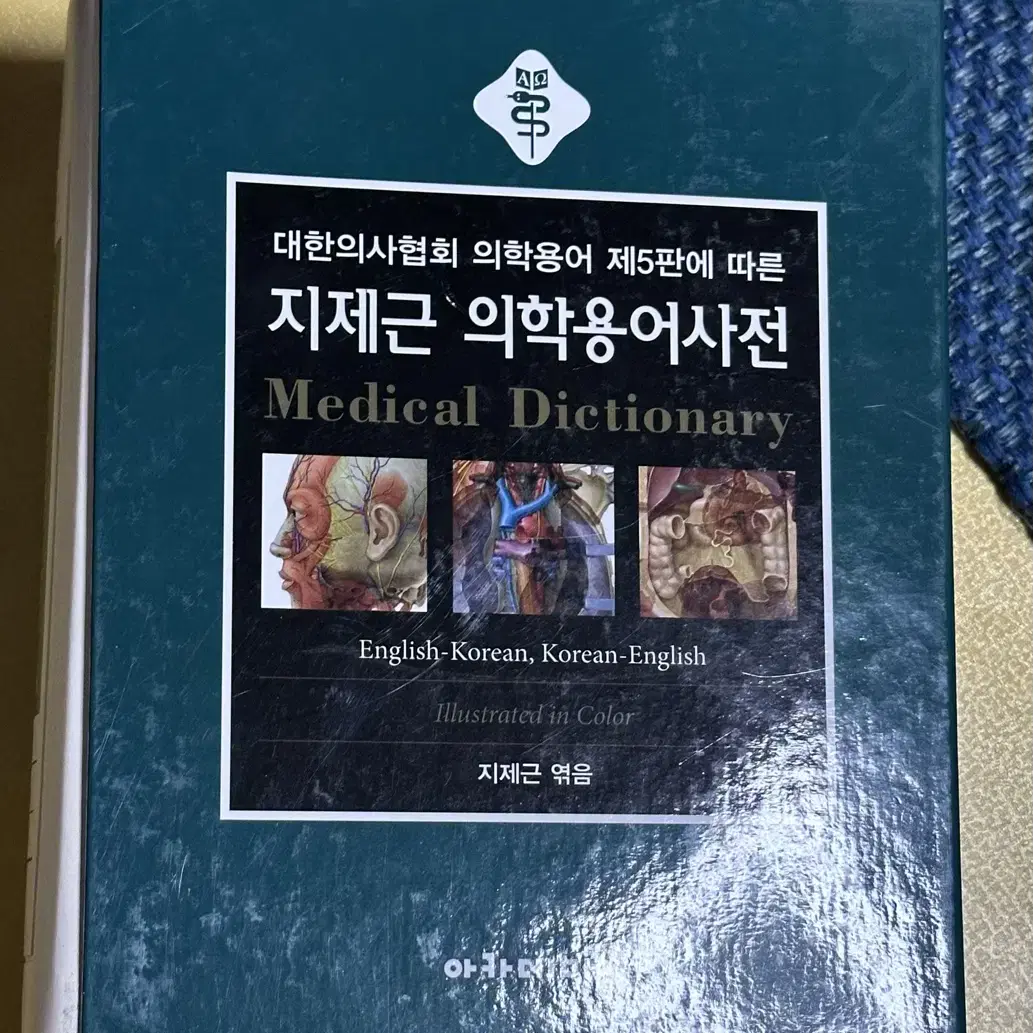 A Ω
대한의사협회 의학용어 제5판에 따른
지제근 의학용어사전
Medical Dictionary
English-Korean, Korean-English
Illustrated in Color
지제근 엮음